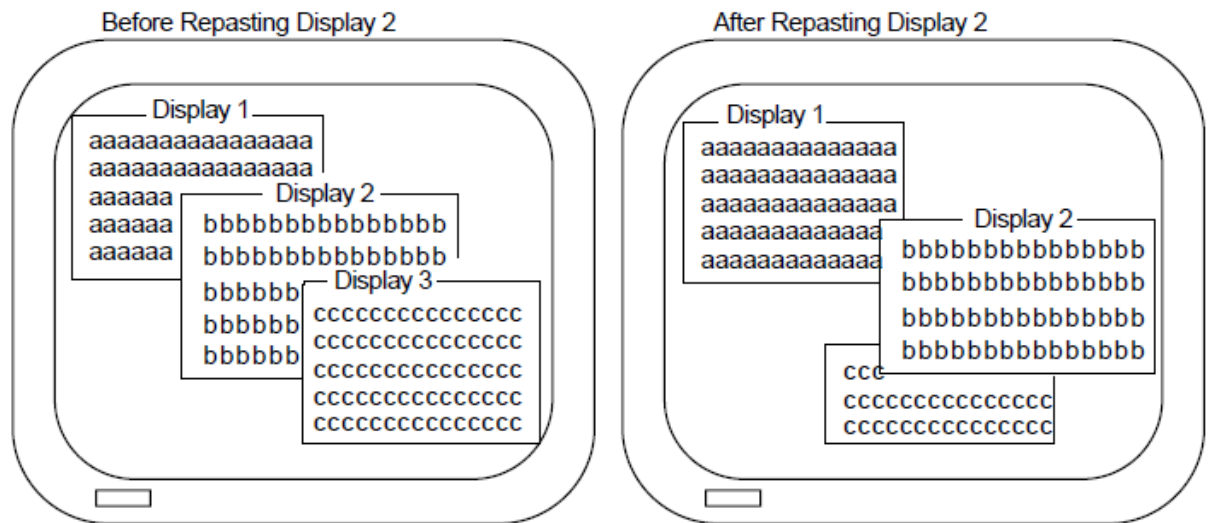 Before Repasting Display 2
Display 1
aaaaaaaaaaaaaaaa
aaaaaaaaaaaaaaaa
aaaaaa
aaaaaa
aaaaaa
Display 2
bbbbbbbbbbbbbbb
bbbbbbbbbbbbbbb
bbbbbb
bbbbbb
bbbbbb
Display 3
ccccccccccccccc
ccccccccccccccc
ccccccccccccccc
ccccccccccccccc
ccccccccccccccc
After Repasting Display 2
Display 1
aaaaaaaaaaaaaa
aaaaaaaaaaaaaa
aaaaaaaaaaaaaa
aaaaaaaaaaaaa
aaaaaaaaaaaaa
Display 2
bbbbbbbbbbbbbbb
bbbbbbbbbbbbbbb
bbbbbbbbbbbbbbb
bbbbbbbbbbbbbbb
ccc
ccccccccccccccc
ccccccccccccccc